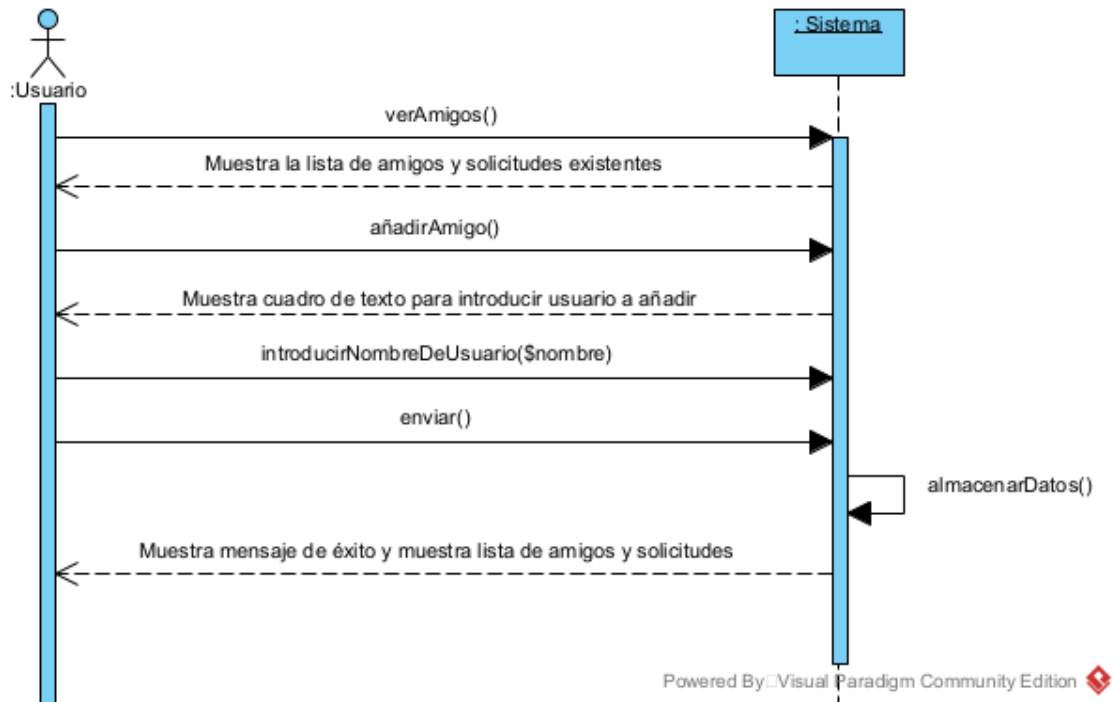 : Sistema
:Usuario
verAmigos()
Muestra la lista de amigos y solicitudes existentes
añadirAmigo()
Muestra cuadro de texto para introducir usuario a añadir
introducirNombreDeUsuario($nombre)
enviar()
almacenarDatos()
Muestra mensaje de éxito y muestra lista de amigos y solicitudes
Powered By□Visual Paradigm Community Edition